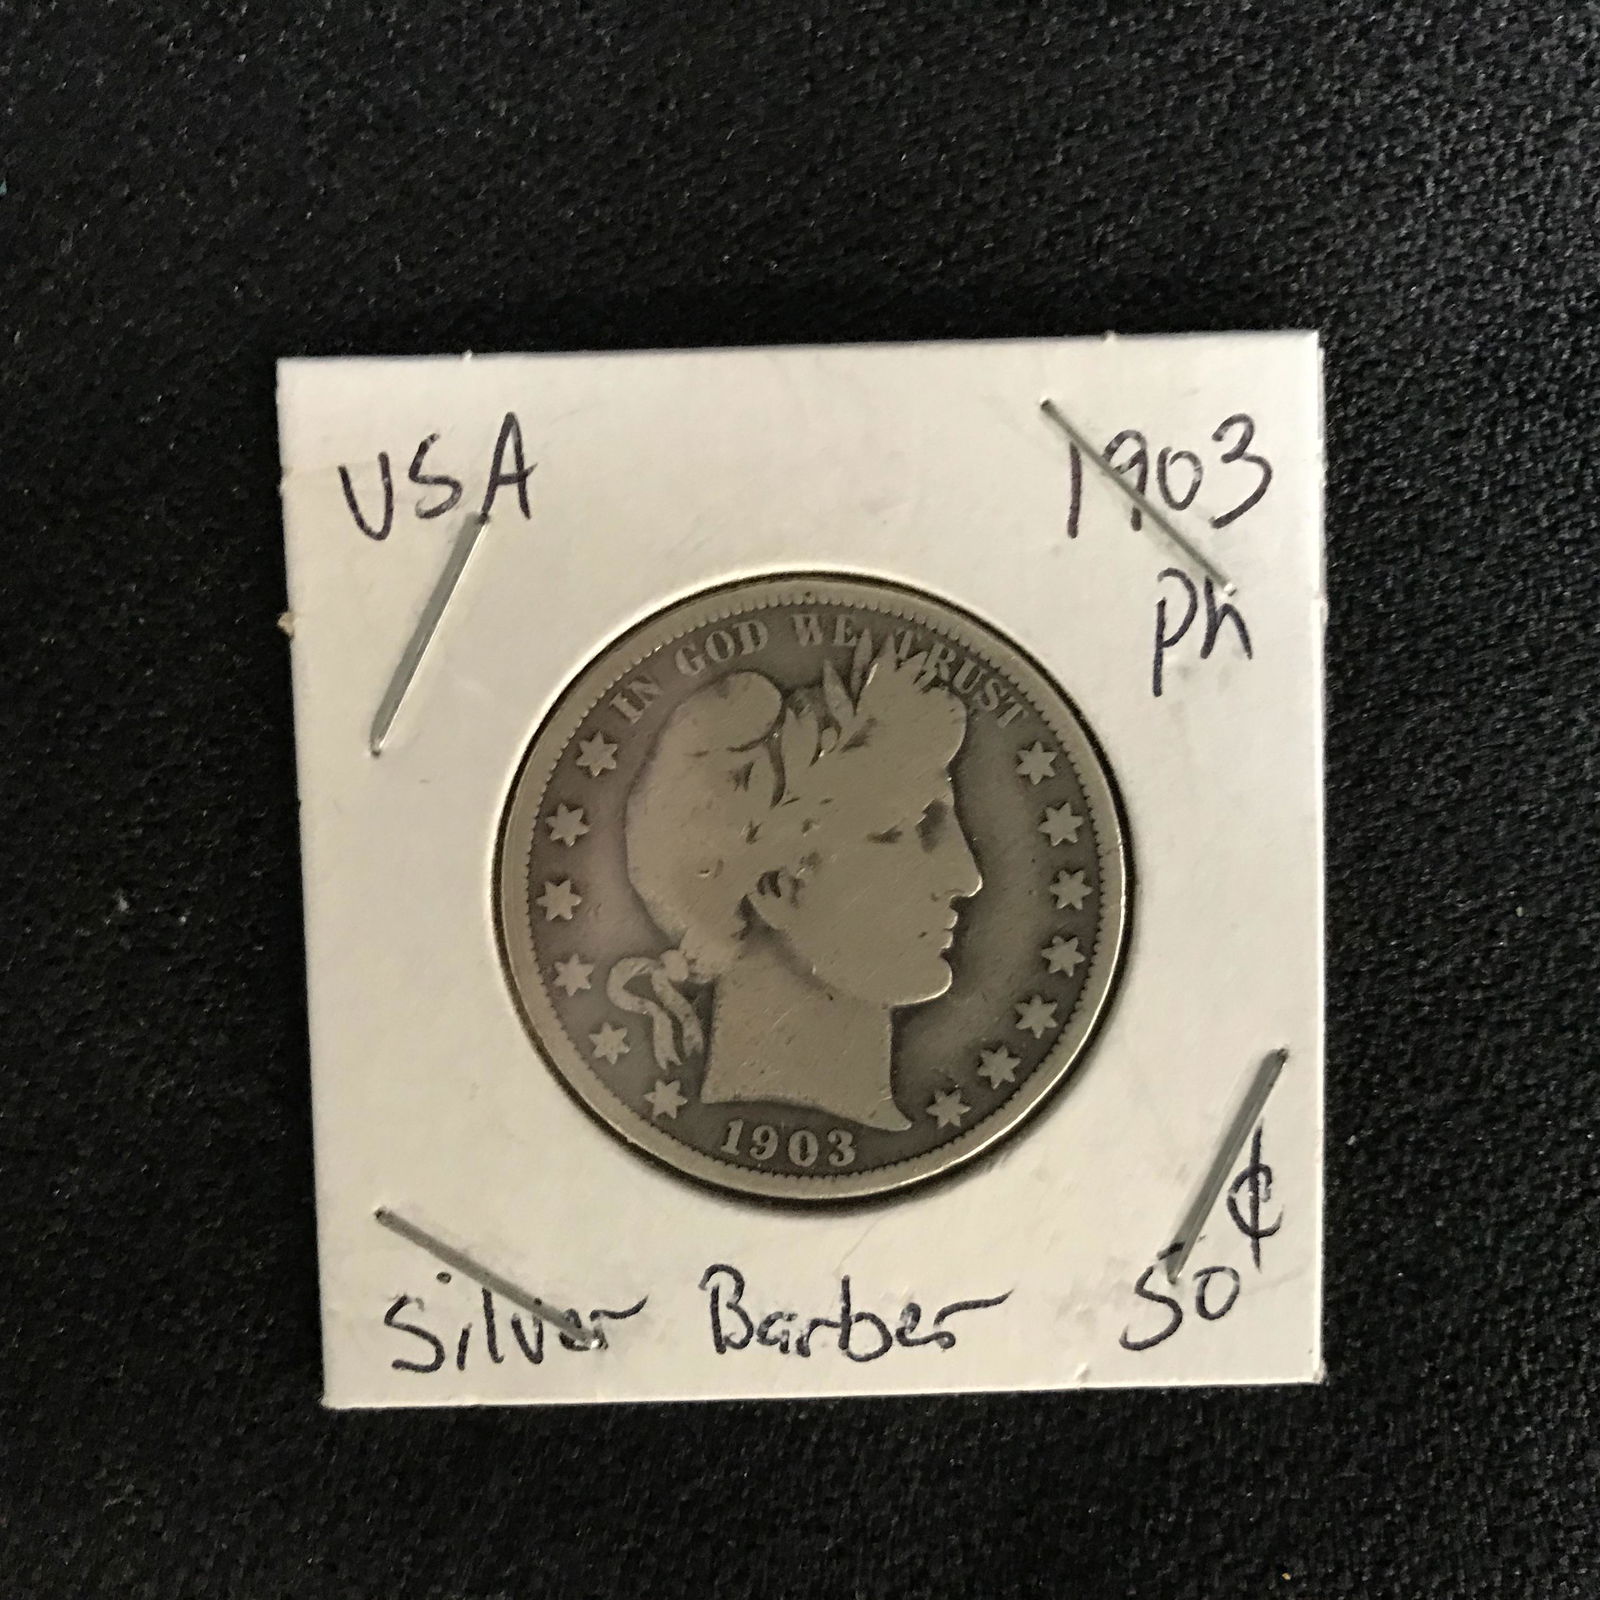 USA
1903
Ph
IN GOD WE TRUST
1903
Silver Barber 50¢